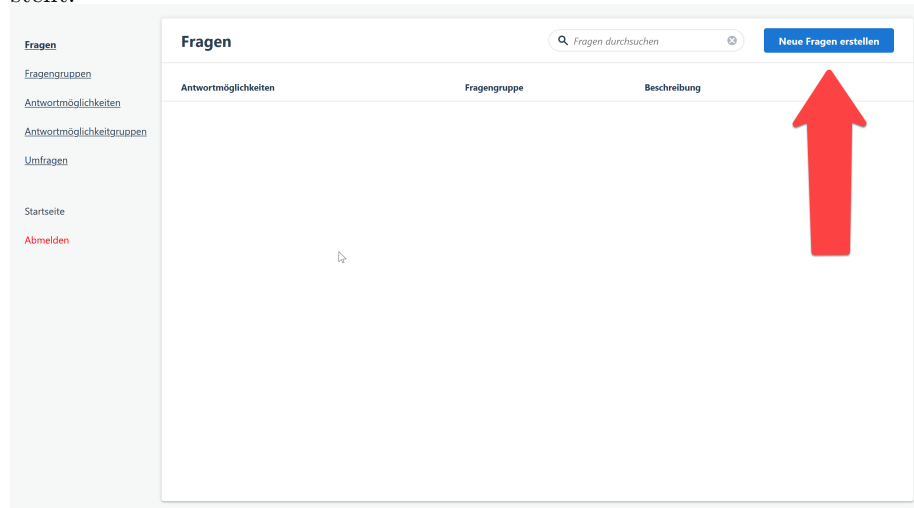 Fragen
Fragengruppen
Antwortmöglichkeiten
Antwortmöglichkeitgruppen
Umfragen
Startseite
Abmelden
Fragen
Fragen durchsuchen
Neue Fragen erstellen
Antwortmöglichkeiten Fragengruppe Beschreibung